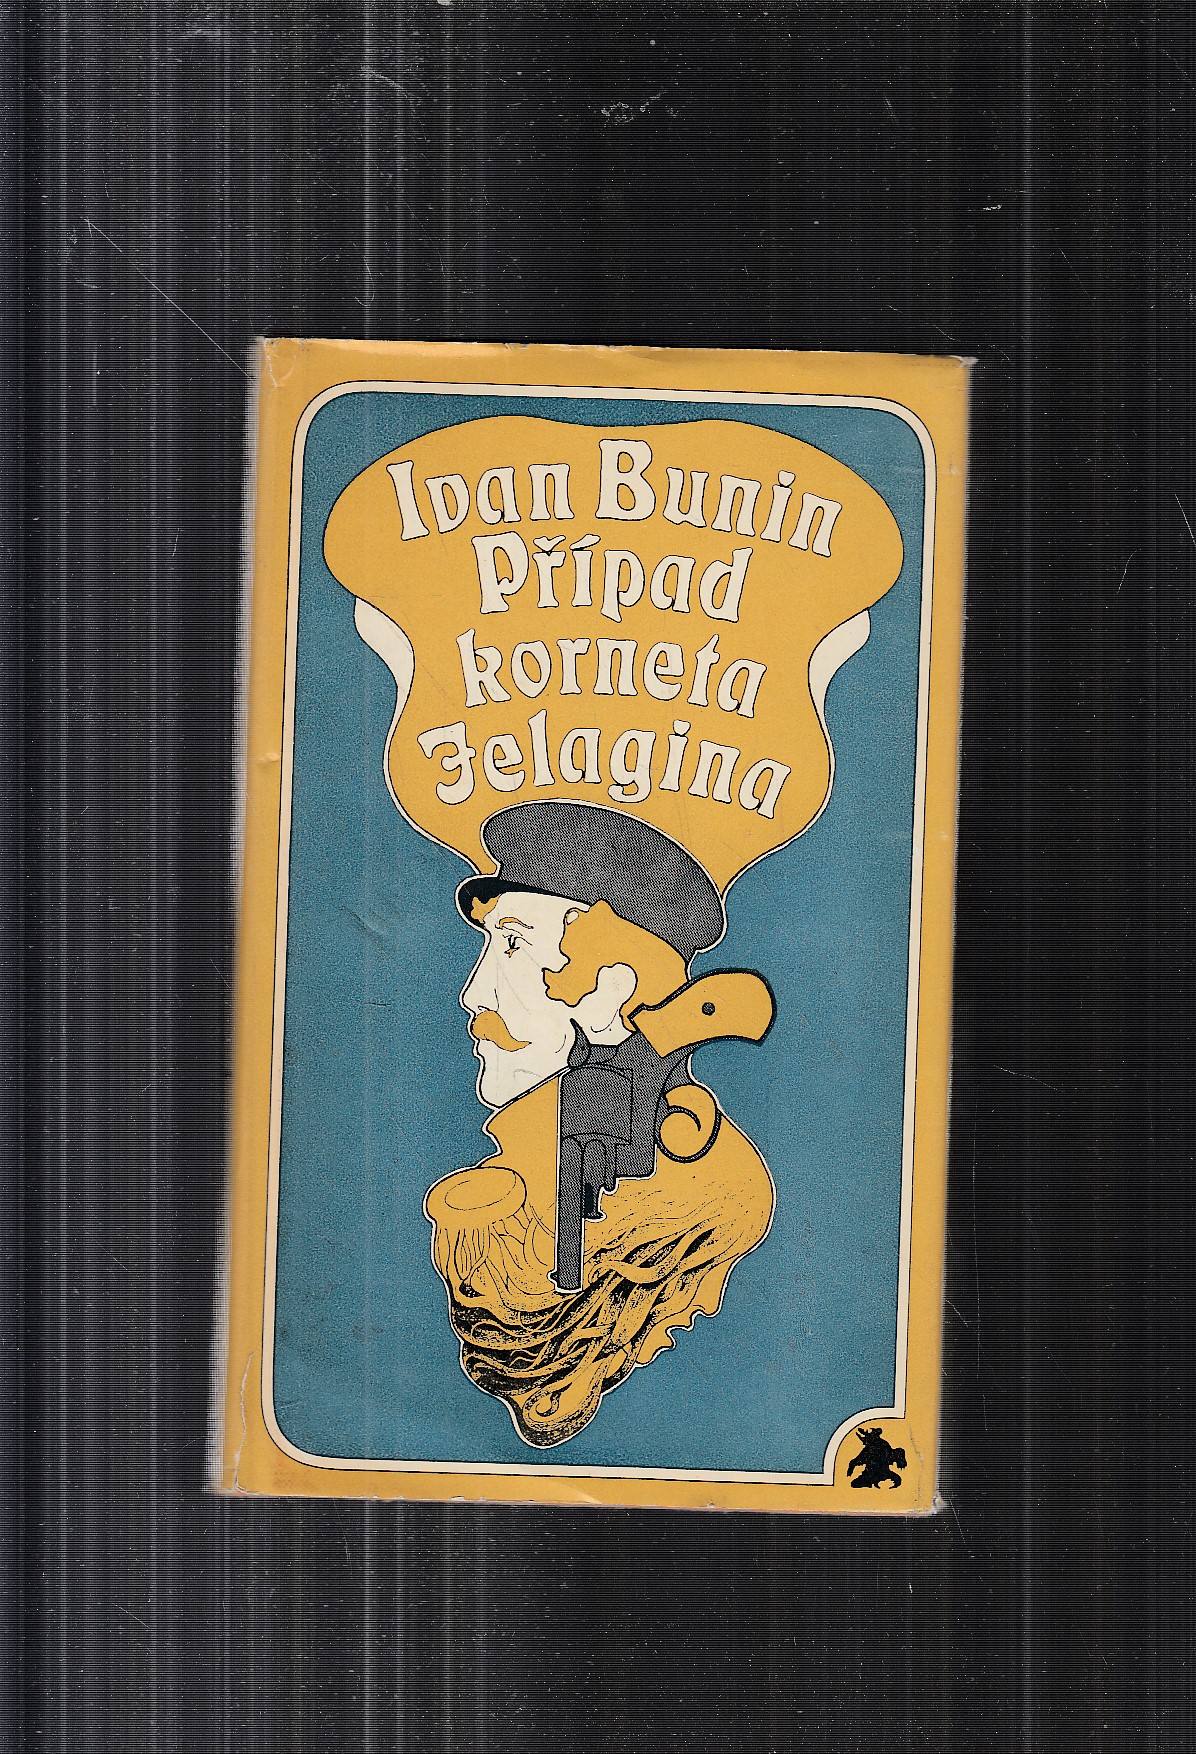 Ivan Bunin
Případ
korneta
Jelagina